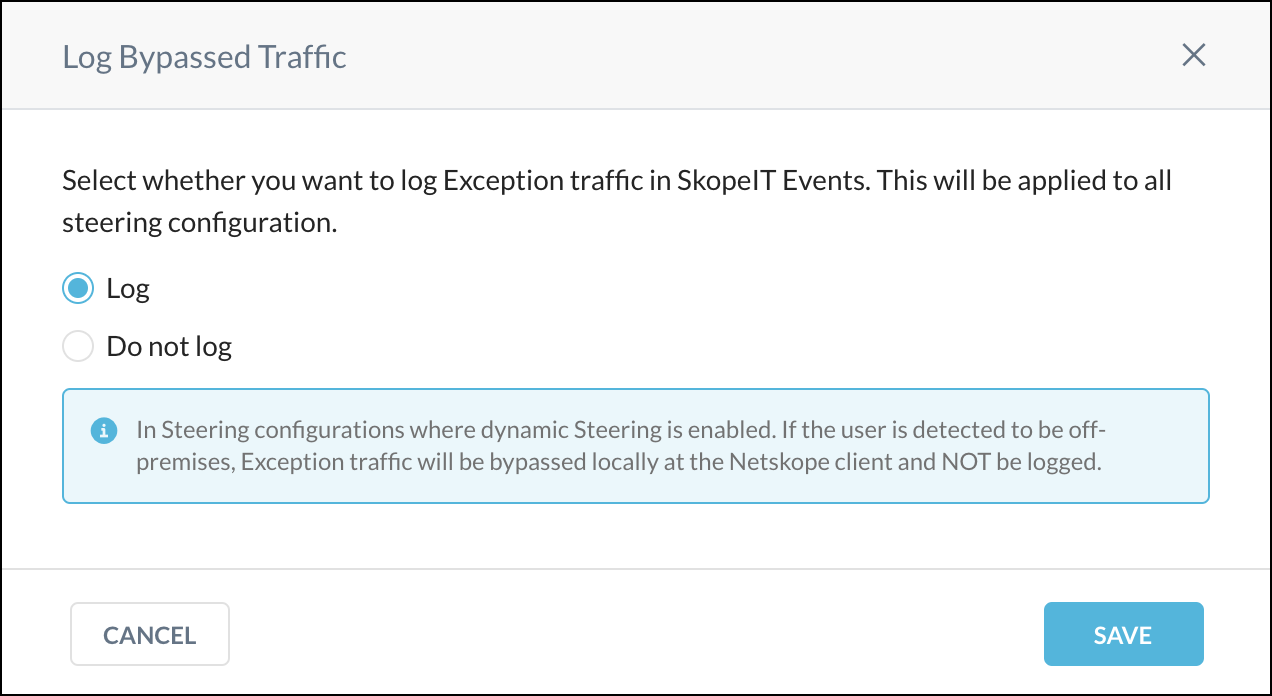 Log Bypassed Traffic
Select whether you want to log Exception traffic in SkopeIT Events. This will be applied to all
steering configuration.
Log
Do not log
In Steering configurations where dynamic Steering is enabled. If the user is detected to be off-
premises, Exception traffic will be bypassed locally at the Netskope client and NOT be logged.
CANCEL
SAVE